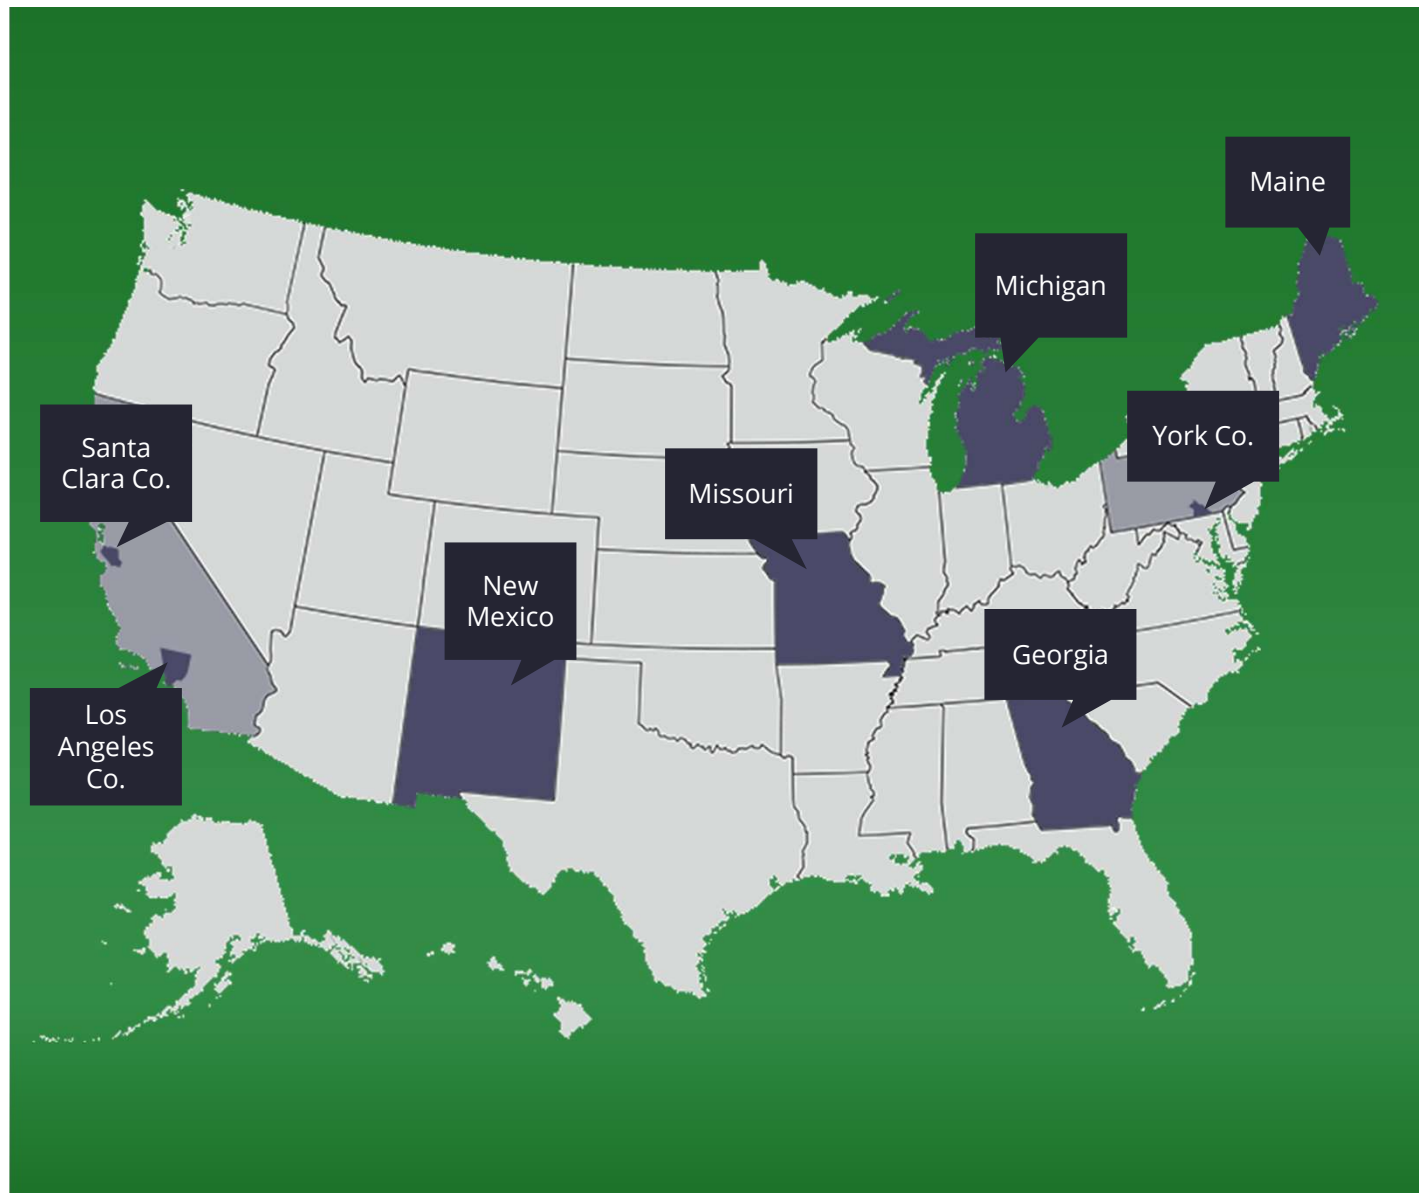 Maine
Michigan
York Co.
Santa
Clara Co.
Missouri
New
Mexico
Georgia
Los
Angeles
Co.